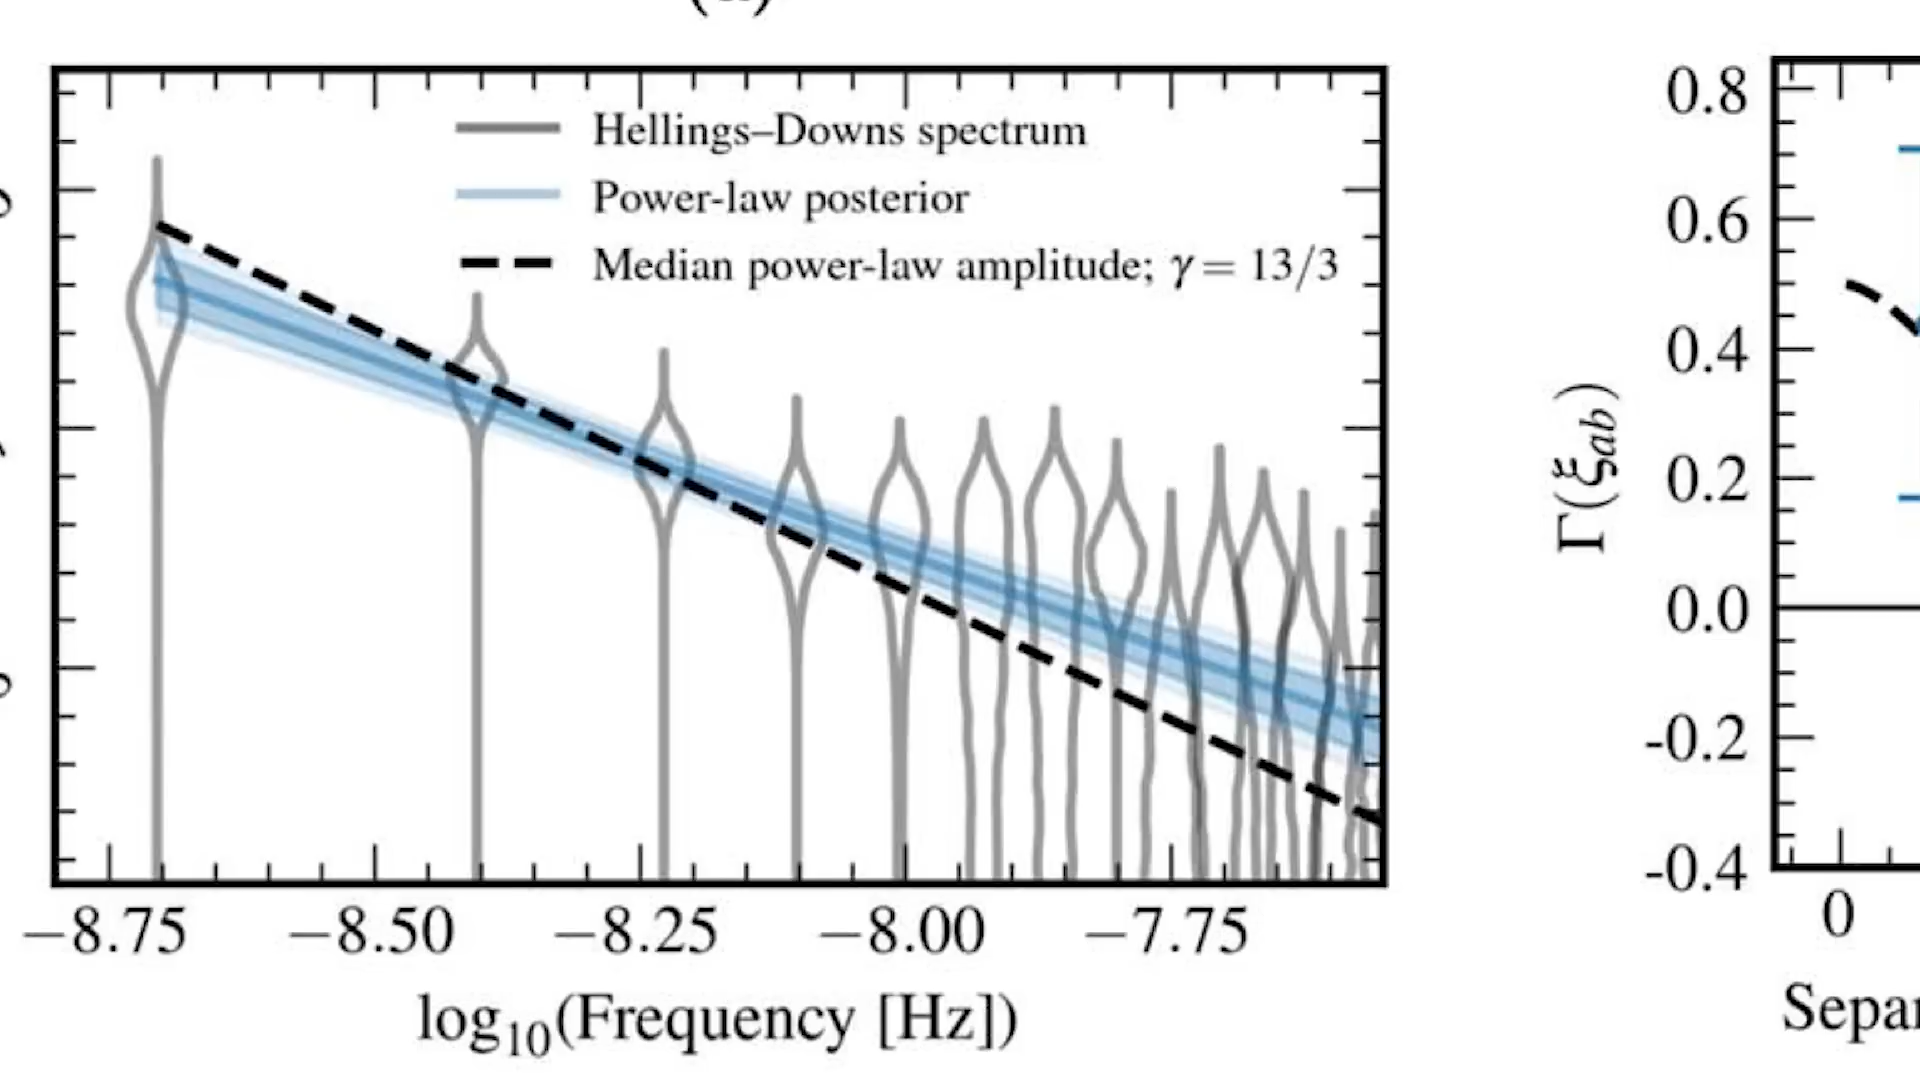 Hellings–Downs spectrum
Power-law posterior
Median power-law amplitude; γ = 13/3
−8.75 −8.50 −8.25 −8.00 −7.75
log₁₀(Frequency [Hz])
0.8
0.6
0.4
0.2
0.0
-0.2
-0.4
Γ(ξab)
0